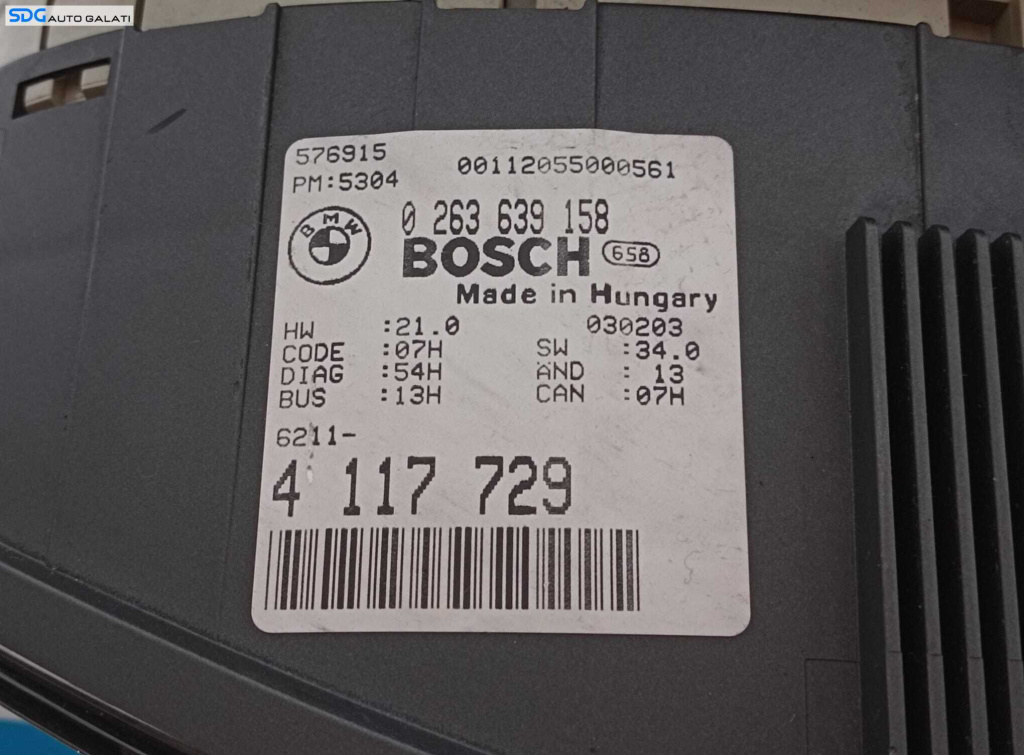 SDG AUTO GALATI
576915 00112055000561
PM:5304
0 263 639 158
BMW
BOSCH 658
Made in Hungary
HW :21.0 030203
CODE :07H SW :34.0
DIAG :54H AND : 13
BUS :13H CAN :07H
6211-
4 117 729